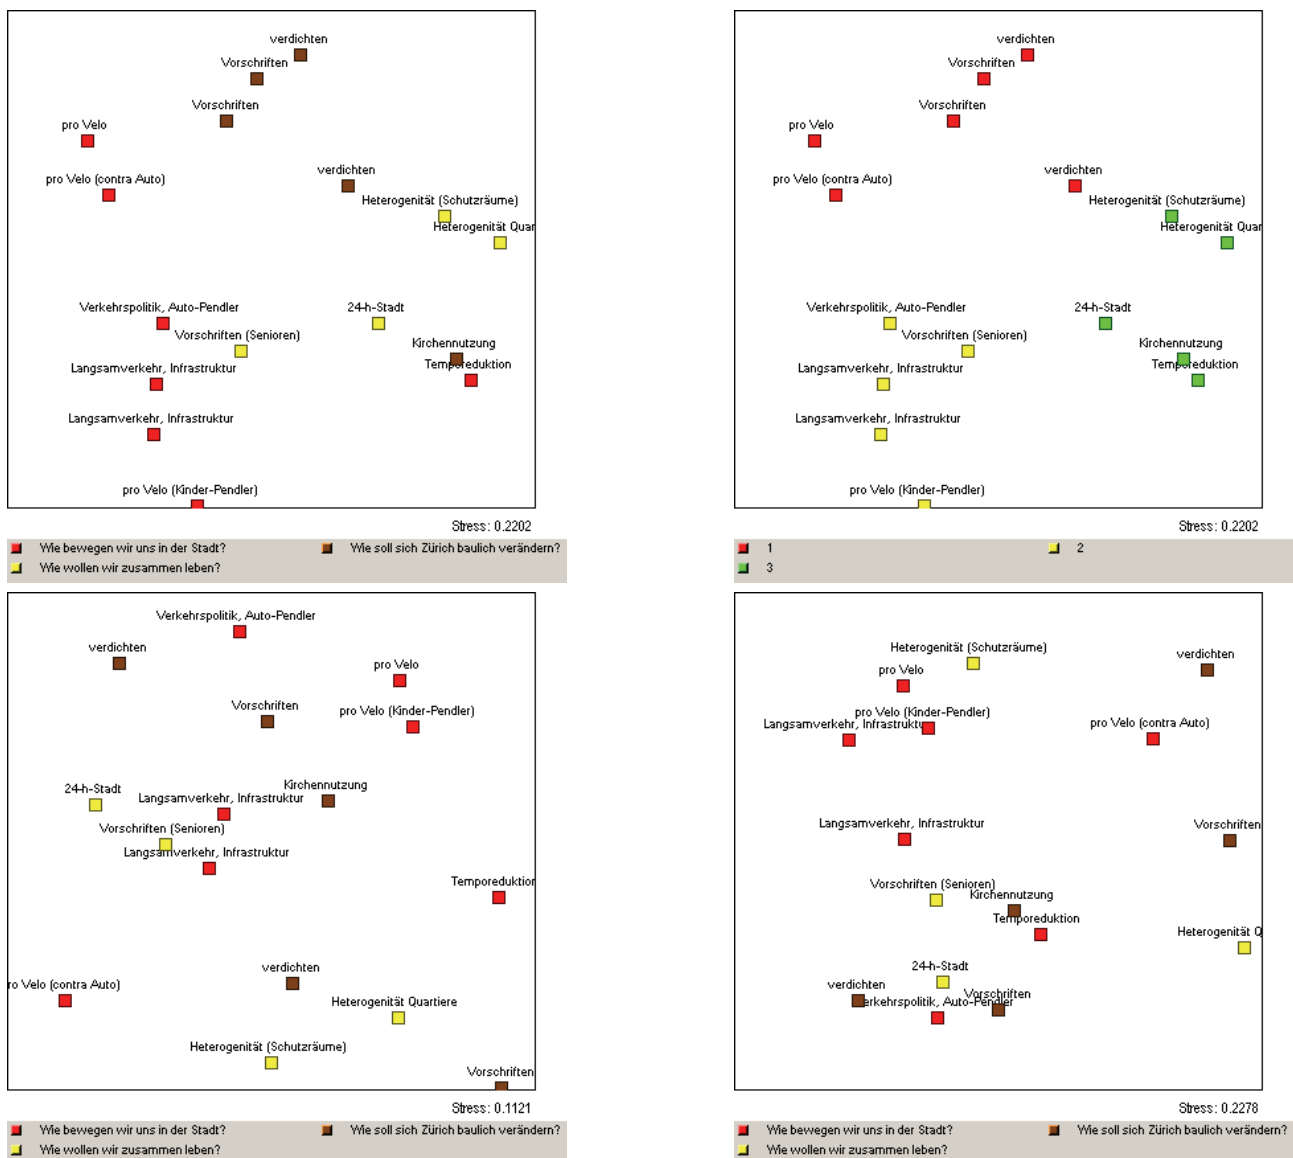 verdichten
Vorschriften
Vorschriften
pro Velo
verdichten
pro Velo (contra Auto)
Heterogenität (Schutzräume)
Heterogenität Quar
Verkehrspolitik, Auto-Pendler
24-h-Stadt
Vorschriften (Senioren)
Kirchennutzung
Temporeduktion
Langsamverkehr, Infrastruktur
Langsamverkehr, Infrastruktur
pro Velo (Kinder-Pendler)
Stress: 0.2202
Wie bewegen wir uns in der Stadt?
Wie soll sich Zürich baulich verändern?
Wie wollen wir zusammen leben?
verdichten
Vorschriften
Vorschriften
pro Velo
verdichten
pro Velo (contra Auto)
Heterogenität (Schutzräume)
Heterogenität Quar
Verkehrspolitik, Auto-Pendler
24-h-Stadt
Vorschriften (Senioren)
Kirchennutzung
Temporeduktion
Langsamverkehr, Infrastruktur
Langsamverkehr, Infrastruktur
pro Velo (Kinder-Pendler)
Stress: 0.2202
1
2
3
Verkehrspolitik, Auto-Pendler
verdichten
pro Velo
Vorschriften
pro Velo (Kinder-Pendler)
Kirchennutzung
24-h-Stadt
Langsamverkehr, Infrastruktur
Vorschriften (Senioren)
Langsamverkehr, Infrastruktur
Temporeduktion
verdichten
ro Velo (contra Auto)
Heterogenität Quartiere
Heterogenität (Schutzräume)
Vorschriften
Stress: 0.1121
Wie bewegen wir uns in der Stadt?
Wie soll sich Zürich baulich verändern?
Wie wollen wir zusammen leben?
Heterogenität (Schutzräume)
verdichten
pro Velo
pro Velo (Kinder-Pendler)
Langsamverkehr, Infrastruktur
pro Velo (contra Auto)
Langsamverkehr, Infrastruktur
Vorschriften
Vorschriften (Senioren)
Kirchennutzung
Temporeduktion
Heterogenität Q
24-h-Stadt
verdichten
Vorschriften
erkehrspolitik, Auto-Pendler
Stress: 0.2278
Wie bewegen wir uns in der Stadt?
Wie soll sich Zürich baulich verändern?
Wie wollen wir zusammen leben?